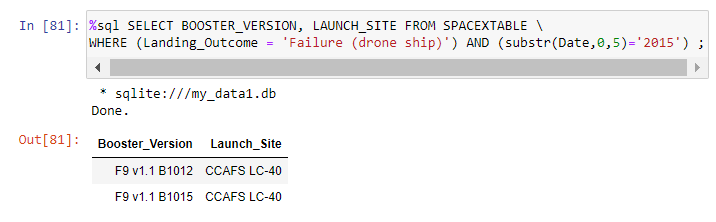 In [81]: %sql SELECT BOOSTER_VERSION, LAUNCH_SITE FROM SPACEXTABLE \
WHERE (Landing_Outcome = 'Failure (drone ship)') AND (substr(Date,0,5)='2015') ;
* sqlite:///my_data1.db
Done.
Out[81]: Booster_Version Launch_Site
F9 v1.1 B1012 CCAFS LC-40
F9 v1.1 B1015 CCAFS LC-40